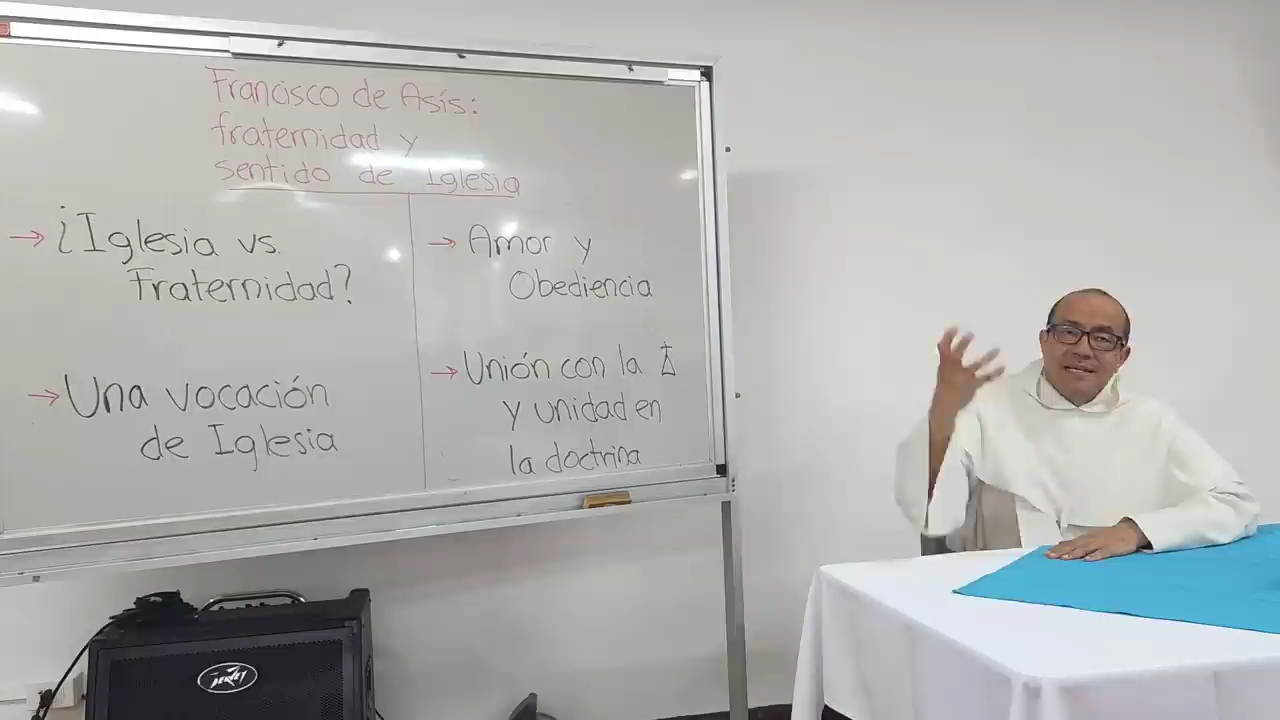 Francisco de Asís:
fraternidad y
sentido de Iglesia
→ ¿Iglesia vs.
Fraternidad?
→ Una vocación
de Iglesia
→ Amor y
Obediencia
→ Unión con la
y unidad en
la doctrina
PEAVEY